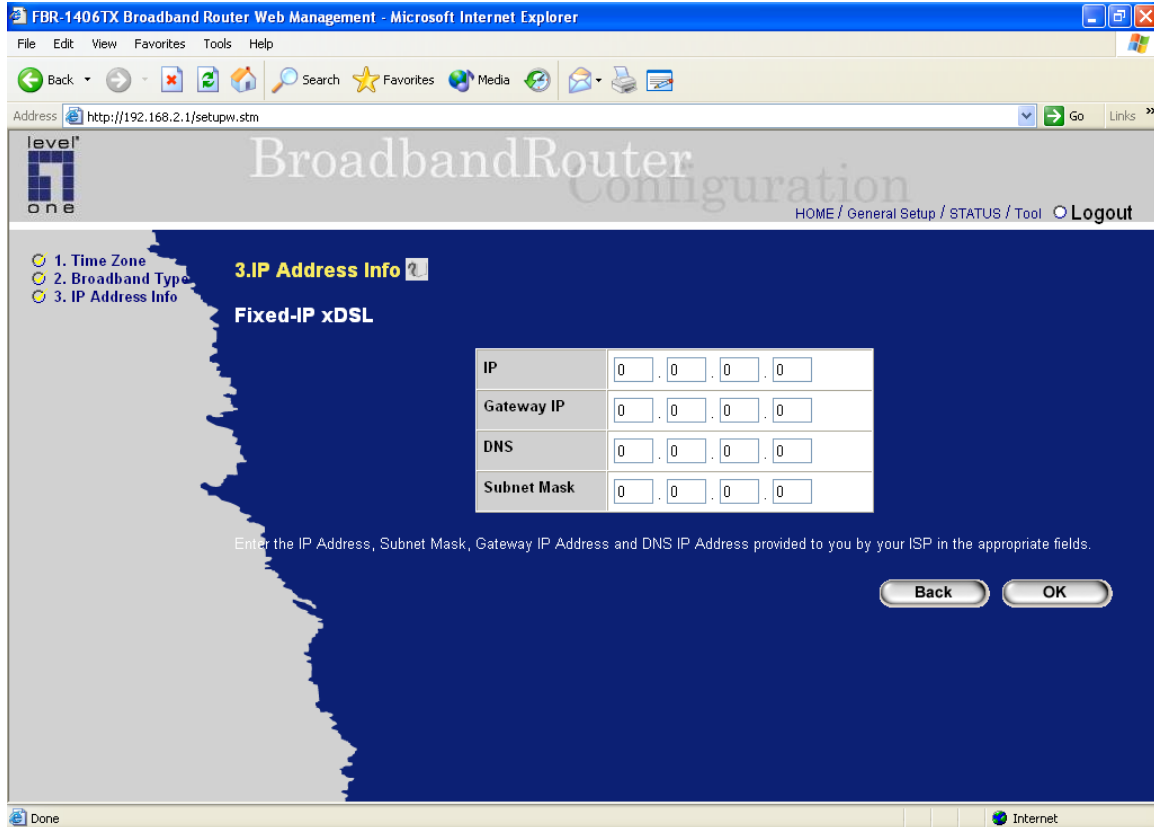 FBR-1406TX Broadband Router Web Management - Microsoft Internet Explorer
File Edit View Favorites Tools Help
Back Search Favorites Media
Address http://192.168.2.1/setupw.stm Go Links »
level
one
BroadbandRouter
Configuration
HOME / General Setup / STATUS / Tool Logout
1. Time Zone
2. Broadband Type
3. IP Address Info
3.IP Address Info ?
Fixed-IP xDSL
IP 0 . 0 . 0 . 0
Gateway IP 0 . 0 . 0 . 0
DNS 0 . 0 . 0 . 0
Subnet Mask 0 . 0 . 0 . 0
Enter the IP Address, Subnet Mask, Gateway IP Address and DNS IP Address provided to you by your ISP in the appropriate fields.
Back OK
Done Internet